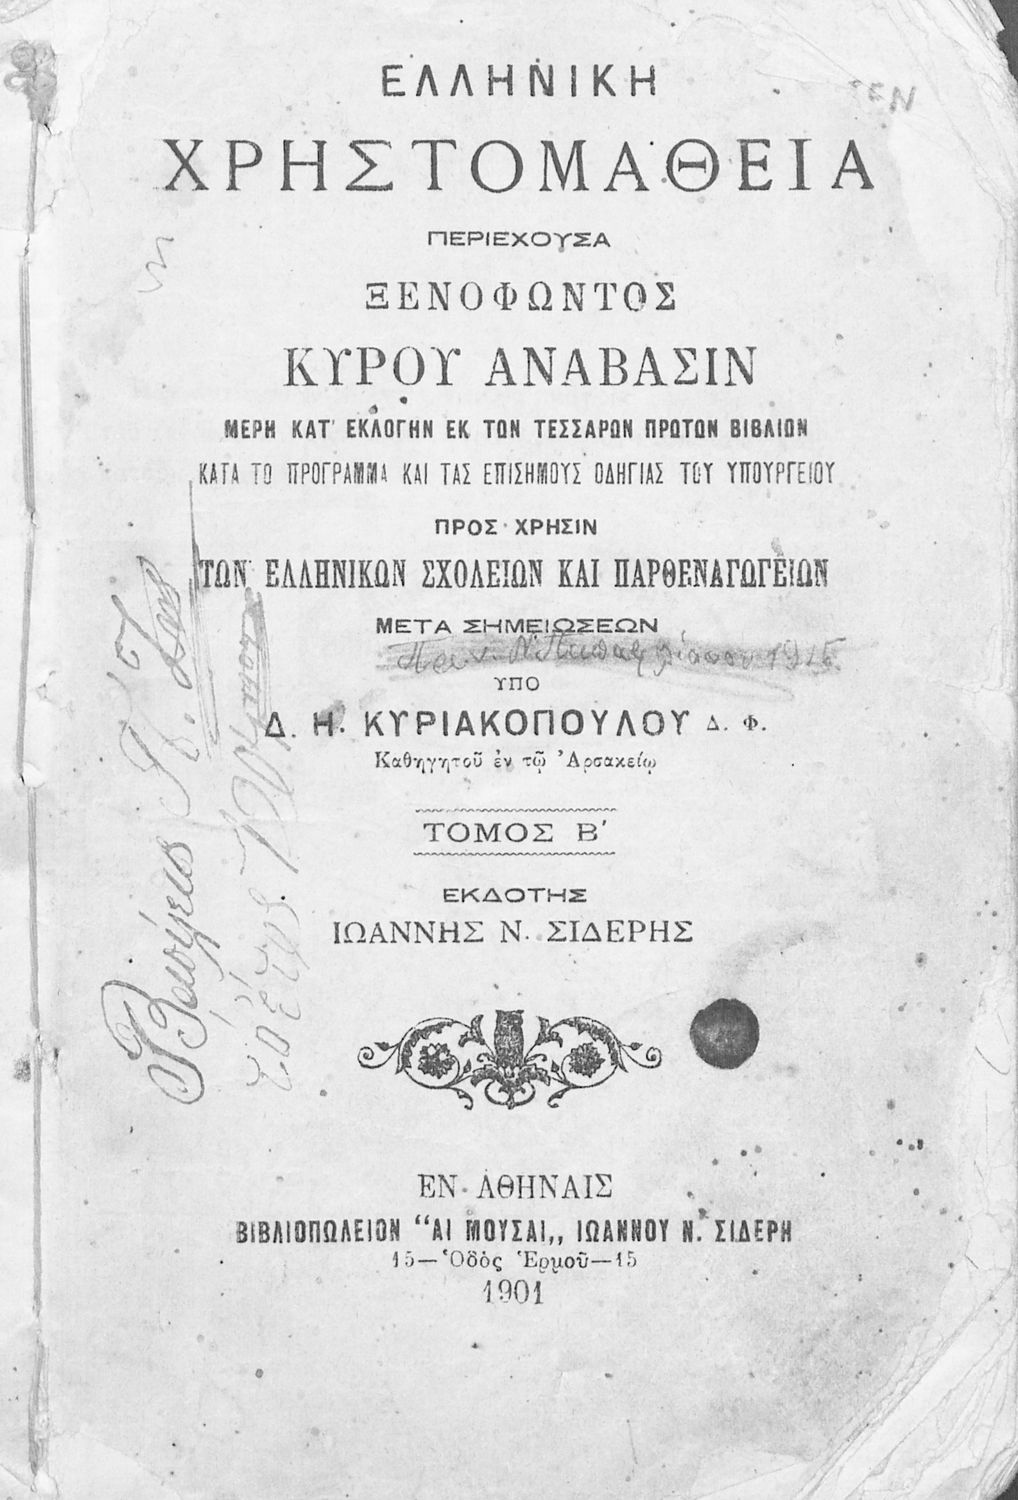 ΕΛΛΗΝΙΚΗ
ΧΡΗΣΤΟΜΑΘΕΙΑ
ΠΕΡΙΕΧΟΥΣΑ
ΞΕΝΟΦΩΝΤΟΣ
ΚΥΡΟΥ ΑΝΑΒΑΣΙΝ
ΜΕΡΗ ΚΑΤ' ΕΚΛΟΓΗΝ ΕΚ ΤΩΝ ΤΕΣΣΑΡΩΝ ΠΡΩΤΩΝ ΒΙΒΛΙΩΝ
ΚΑΤΑ ΤΟ ΠΡΟΓΡΑΜΜΑ ΚΑΙ ΤΑΣ ΕΠΙΣΗΜΟΥΣ ΟΔΗΓΙΑΣ ΤΟΥ ΥΠΟΥΡΓΕΙΟΥ
ΠΡΟΣ ΧΡΗΣΙΝ
ΤΩΝ ΕΛΛΗΝΙΚΩΝ ΣΧΟΛΕΙΩΝ ΚΑΙ ΠΑΡΘΕΝΑΓΩΓΕΙΩΝ
ΜΕΤΑ ΣΗΜΕΙΩΣΕΩΝ
ΥΠΟ
Δ. Η. ΚΥΡΙΑΚΟΠΟΥΛΟΥ Δ. Φ.
Καθηγητοῦ ἐν τῷ Ἀρσακείῳ
ΤΟΜΟΣ Β΄
ΕΚΔΟΤΗΣ
ΙΩΑΝΝΗΣ Ν. ΣΙΔΕΡΗΣ
ΕΝ ΑΘΗΝΑΙΣ
ΒΙΒΛΙΟΠΩΛΕΙΟΝ “ΑΙ ΜΟΥΣΑΙ,, ΙΩΑΝΝΟΥ Ν. ΣΙΔΕΡΗ
15—Ὁδὸς Ἑρμοῦ—15
1901